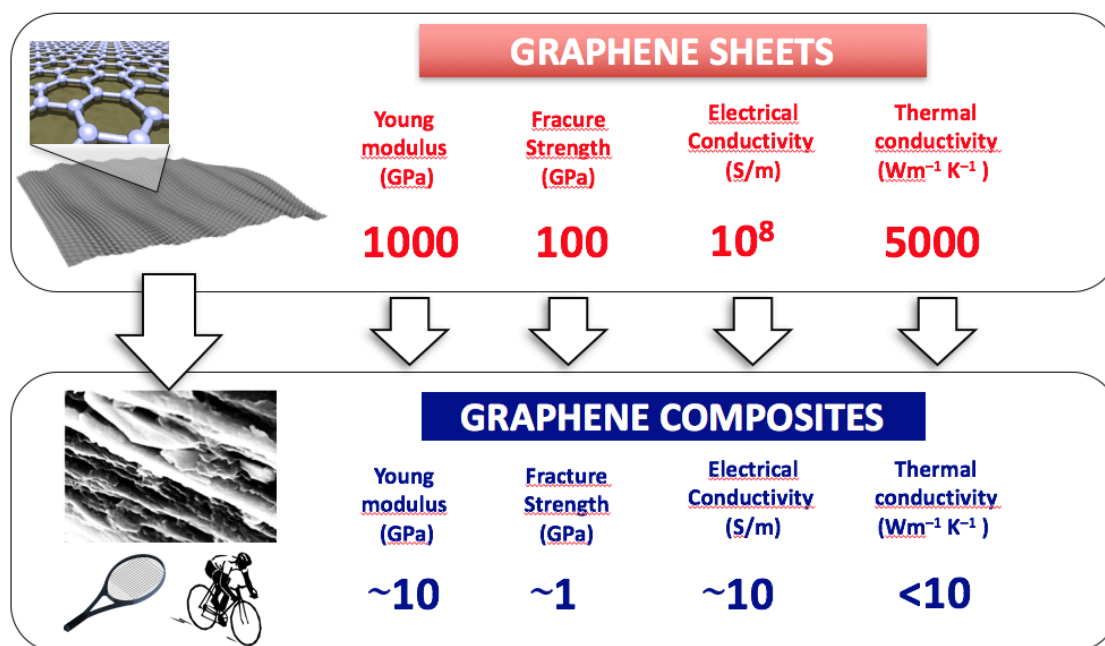 GRAPHENE SHEETS
Young
modulus
(GPa)
Fracure
Strength
(GPa)
Electrical
Conductivity
(S/m)
Thermal
conductivity
(Wm⁻¹ K⁻¹ )
1000
100
10⁸
5000
GRAPHENE COMPOSITES
Young
modulus
(GPa)
Fracture
Strength
(GPa)
Electrical
Conductivity
(S/m)
Thermal
conductivity
(Wm⁻¹ K⁻¹ )
~10
~1
~10
<10